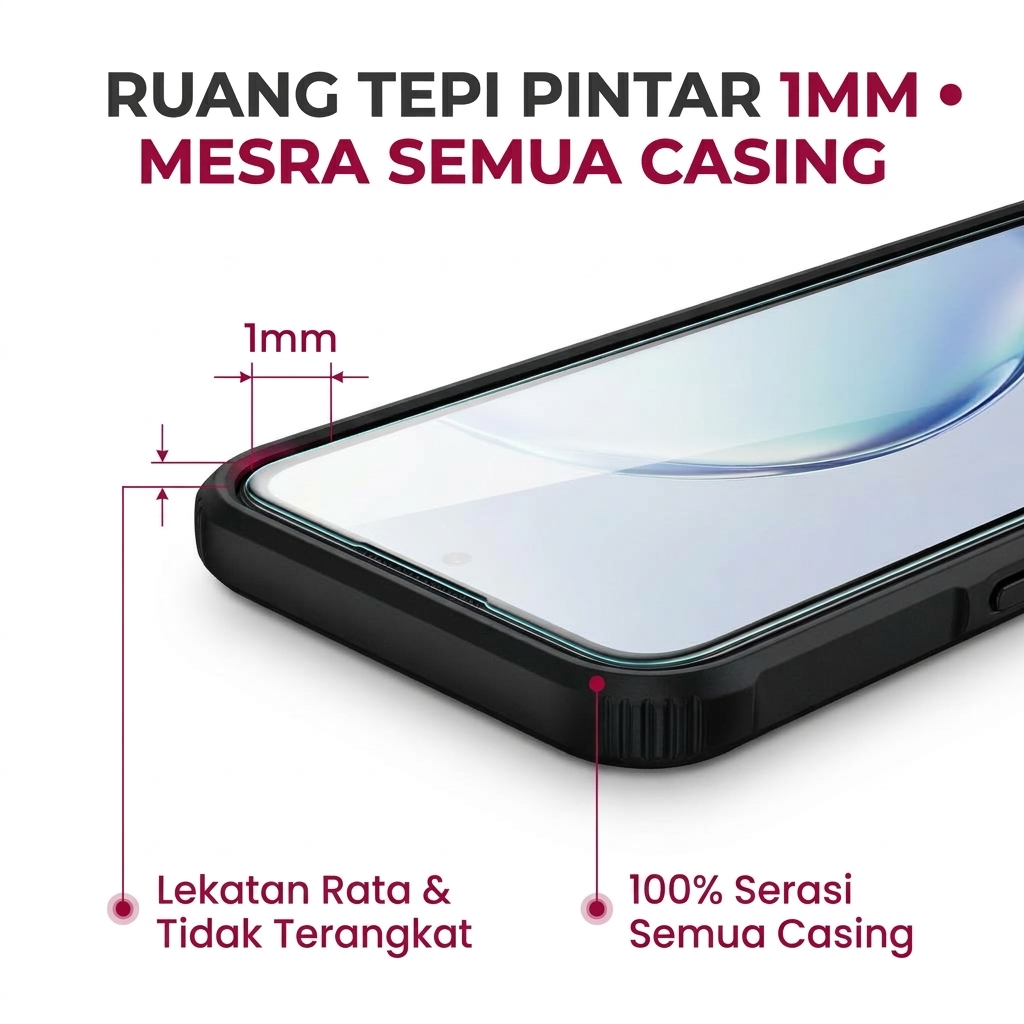 RUANG TEPI PINTAR 1MM •
MESRA SEMUA CASING
1mm
Lekatan Rata &
Tidak Terangkat
100% Serasi
Semua Casing